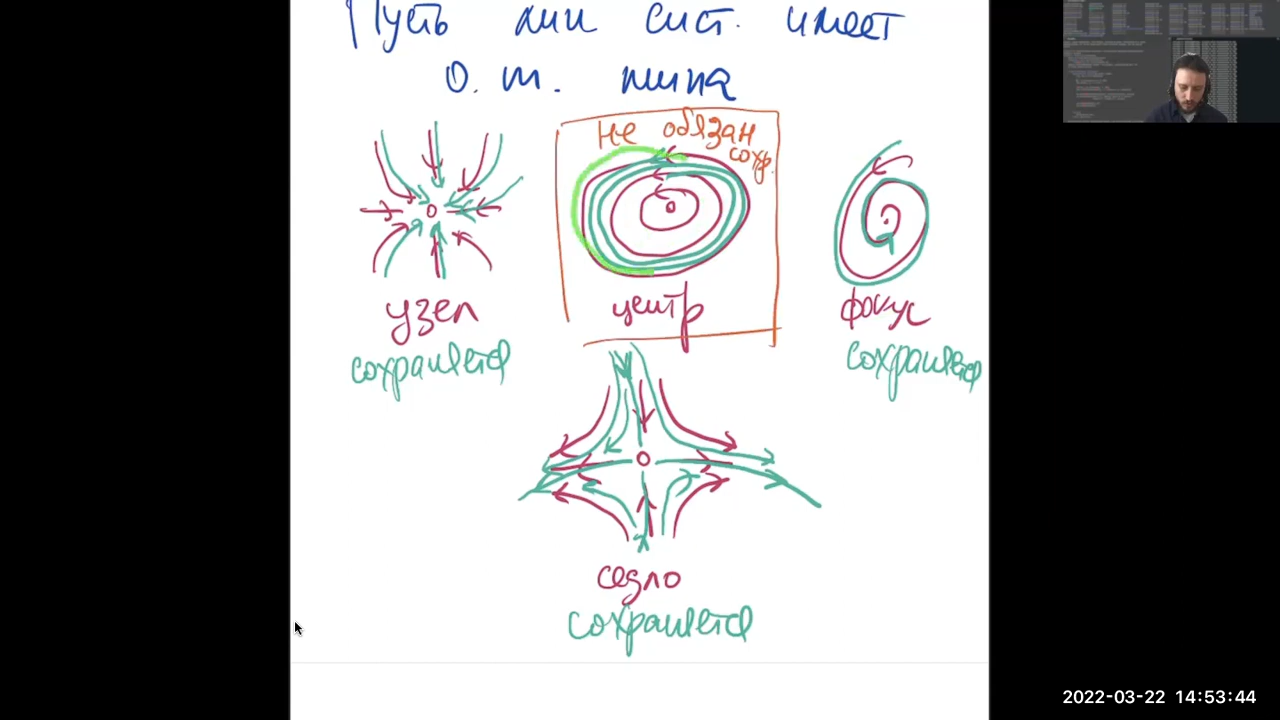 Пусть лин сист. имеет
О. т. типа
не обязан
сохр.
узел
центр
фокус
сохраняется
сохраняется
седло
сохраняется
2022-03-22 14:53:44